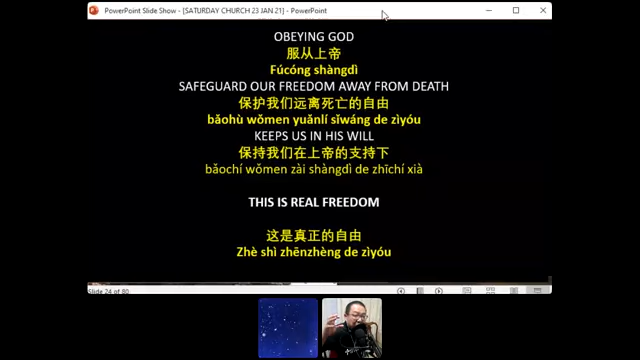 PowerPoint Slide Show - [SATURDAY CHURCH 23 JAN 21] - PowerPoint
OBEYING GOD
服从上帝
Fúcóng shàngdì
SAFEGUARD OUR FREEDOM AWAY FROM DEATH
保护我们远离死亡的自由
bǎohù wǒmen yuǎnlí sǐwáng de zìyóu
KEEPS US IN HIS WILL
保持我们在上帝的支持下
bǎochí wǒmen zài shàngdì de zhīchí xià
THIS IS REAL FREEDOM
这是真正的自由
Zhè shì zhēnzhèng de zìyóu
Slide 24 of 80